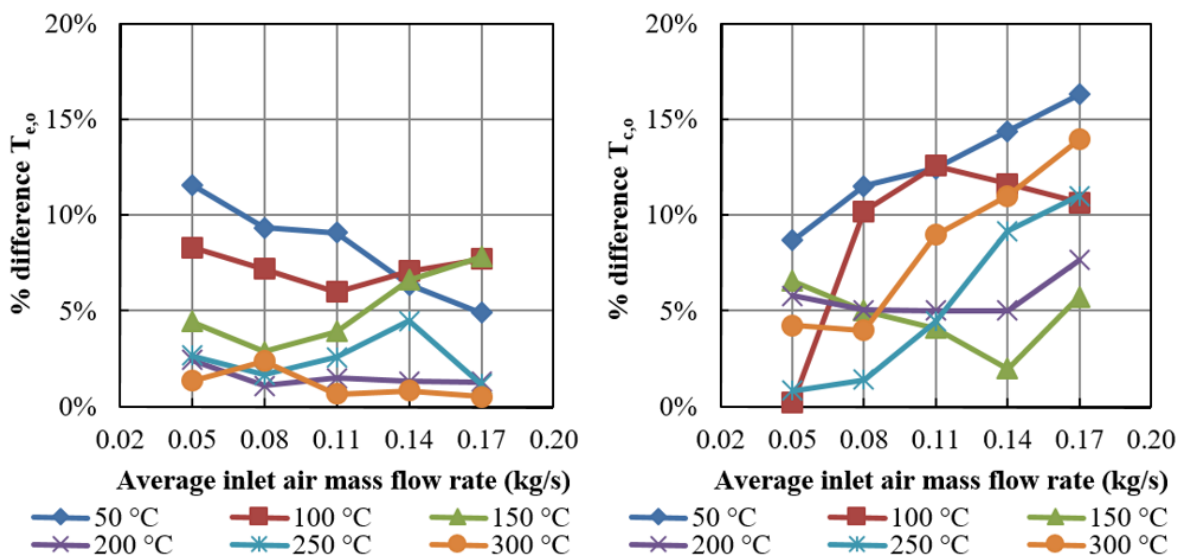 % difference Te,o
20%
15%
10%
5%
0%
0.02 0.05 0.08 0.11 0.14 0.17 0.20
Average inlet air mass flow rate (kg/s)
50 °C 100 °C 150 °C
200 °C 250 °C 300 °C
% difference Tc,o
20%
15%
10%
5%
0%
0.02 0.05 0.08 0.11 0.14 0.17 0.20
Average inlet air mass flow rate (kg/s)
50 °C 100 °C 150 °C
200 °C 250 °C 300 °C